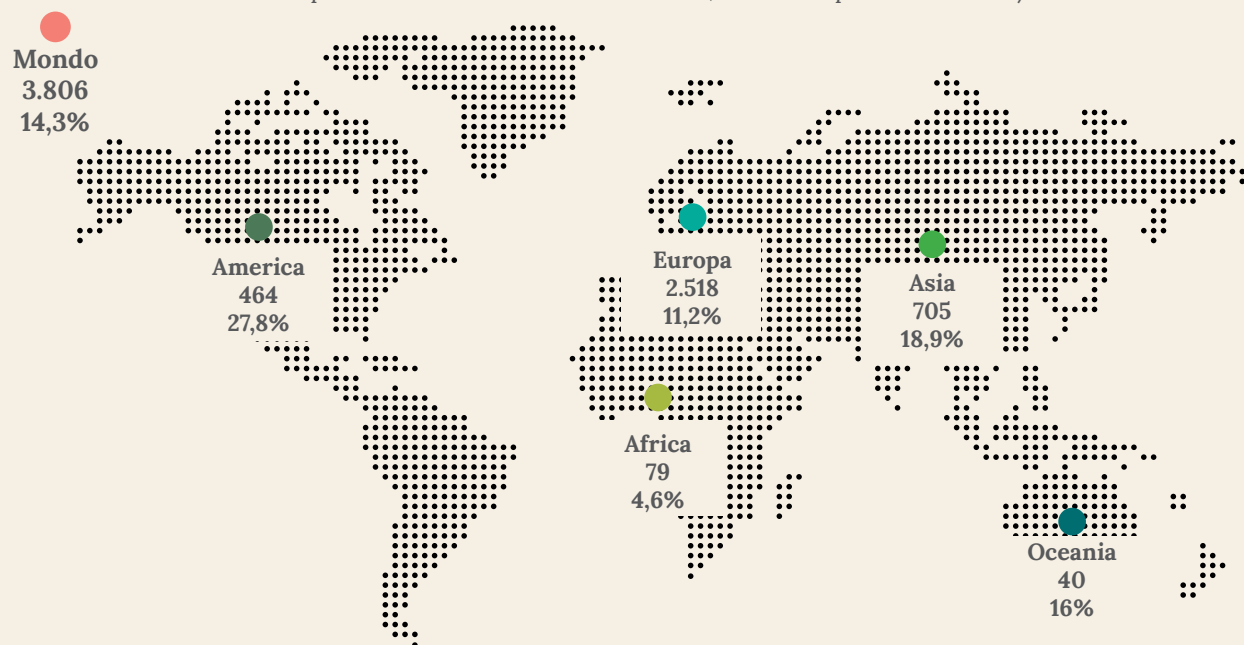 Mondo
3.806
14,3%
America
464
27,8%
Europa
2.518
11,2%
Asia
705
18,9%
Africa
79
4,6%
Oceania
40
16%